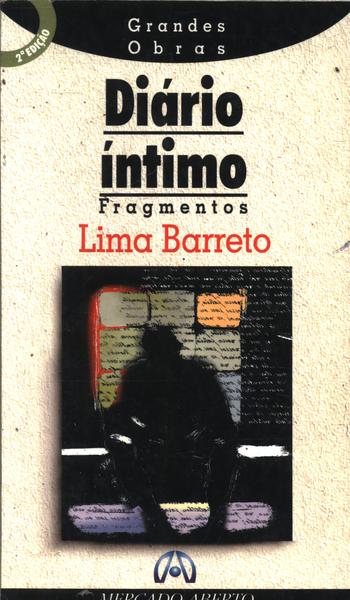 2ª EDIÇÃO
Grandes
Obras
Diário
íntimo
Fragmentos
Lima Barreto
MERCADO ABERTO